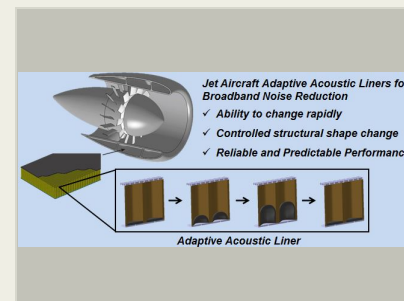 Jet Aircraft Adaptive Acoustic Liners fo
Broadband Noise Reduction
✓ Ability to change rapidly
✓ Controlled structural shape change
✓ Reliable and Predictable Performanc
Adaptive Acoustic Liner